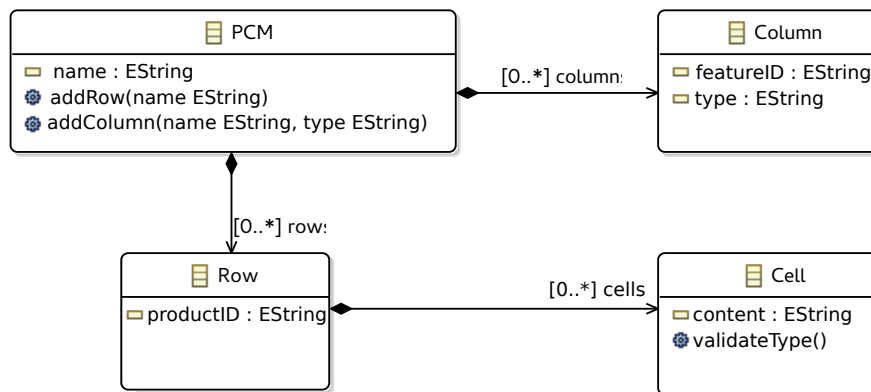 PCM
name : EString
addRow(name EString)
addColumn(name EString, type EString)
[0..*] columns
Column
featureID : EString
type : EString
[0..*] rows
Row
productID : EString
[0..*] cells
Cell
content : EString
validateType()